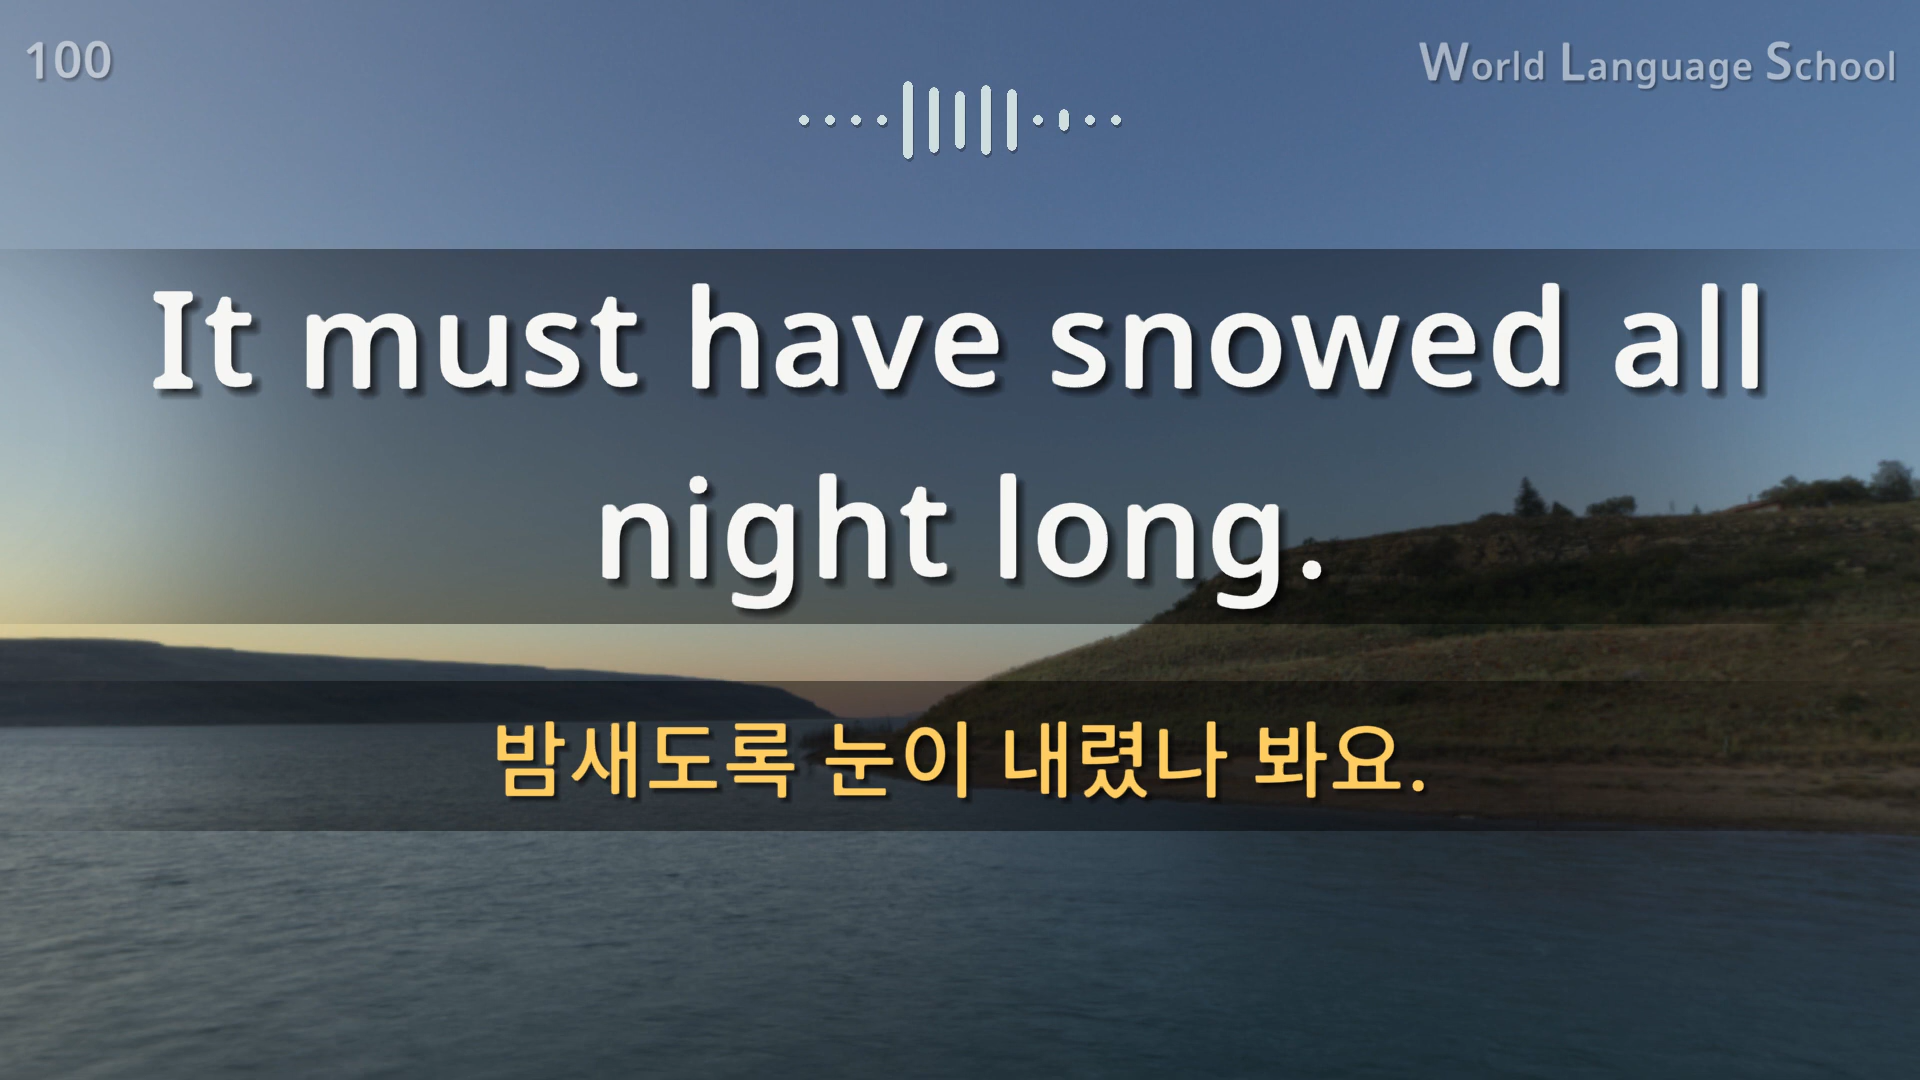 100
World Language School
It must have snowed all
night long.
밤새도록 눈이 내렸나 봐요.